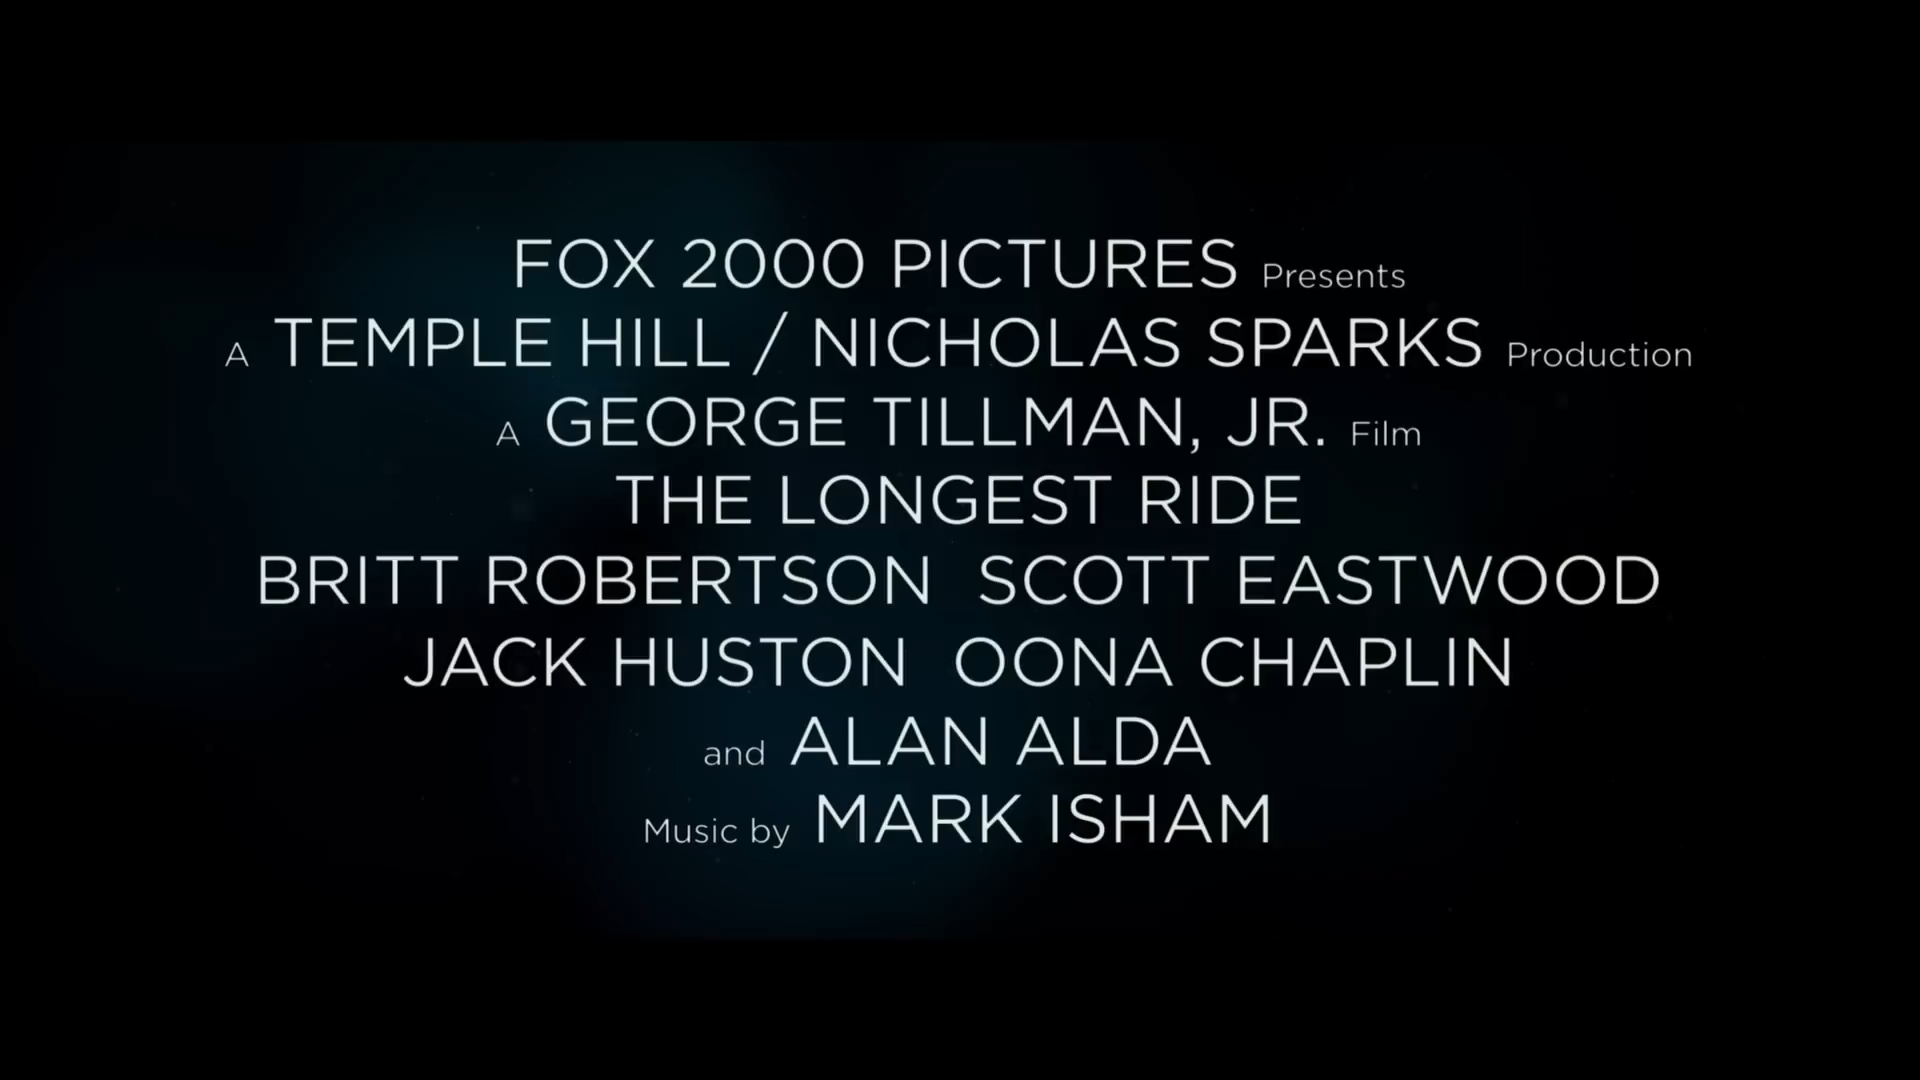 FOX 2000 PICTURES Presents
A TEMPLE HILL / NICHOLAS SPARKS Production
A GEORGE TILLMAN, JR. Film
THE LONGEST RIDE
BRITT ROBERTSON SCOTT EASTWOOD
JACK HUSTON OONA CHAPLIN
and ALAN ALDA
Music by MARK ISHAM